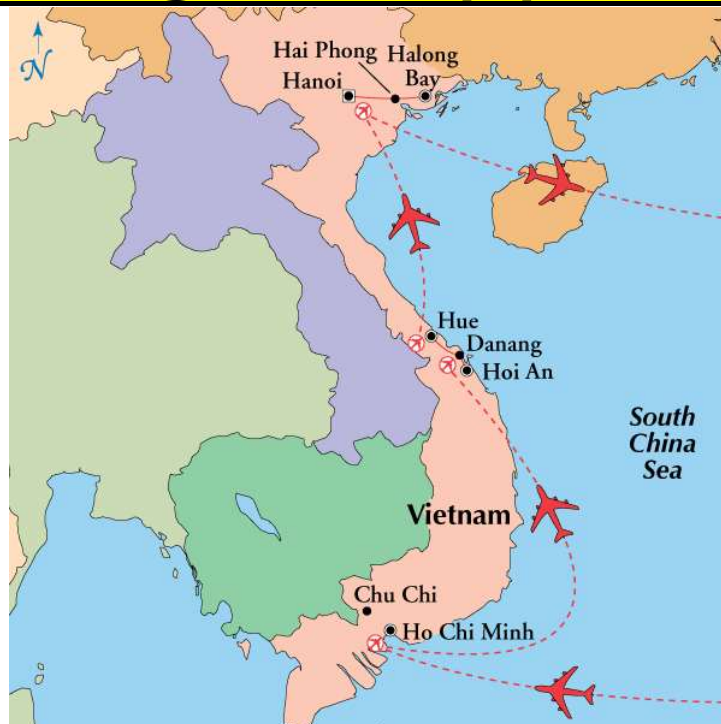 N
Hai Phong
Halong
Bay
Hanoi
Hue
Danang
Hoi An
South
China
Sea
Vietnam
Chu Chi
Ho Chi Minh